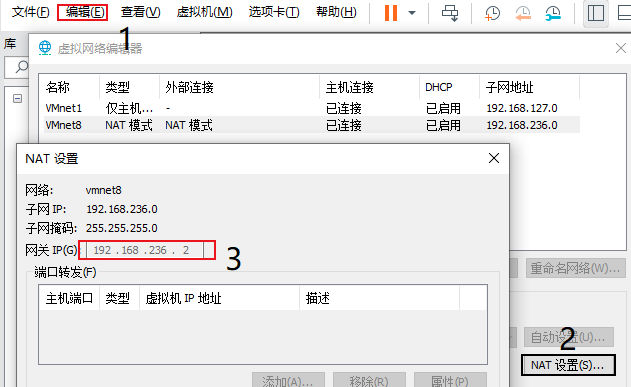 文件(F) 编辑(E) 查看(V) 虚拟机(M) 选项卡(T) 帮助(H)
1
库
虚拟网络编辑器
名称 类型 外部连接 主机连接 DHCP 子网地址
VMnet1 仅主机... - 已连接 已启用 192.168.127.0
VMnet8 NAT 模式 NAT 模式 已连接 已启用 192.168.236.0
NAT 设置
网络: vmnet8
子网 IP: 192.168.236.0
子网掩码: 255.255.255.0
网关 IP(G): 192 . 168 . 236 . 2
3
端口转发(F)
主机端口 类型 虚拟机 IP 地址 描述
重命名网络(W)...
2
自动设置(U)...
NAT 设置(S)...
添加(A)... 移除(R) 属性(P)